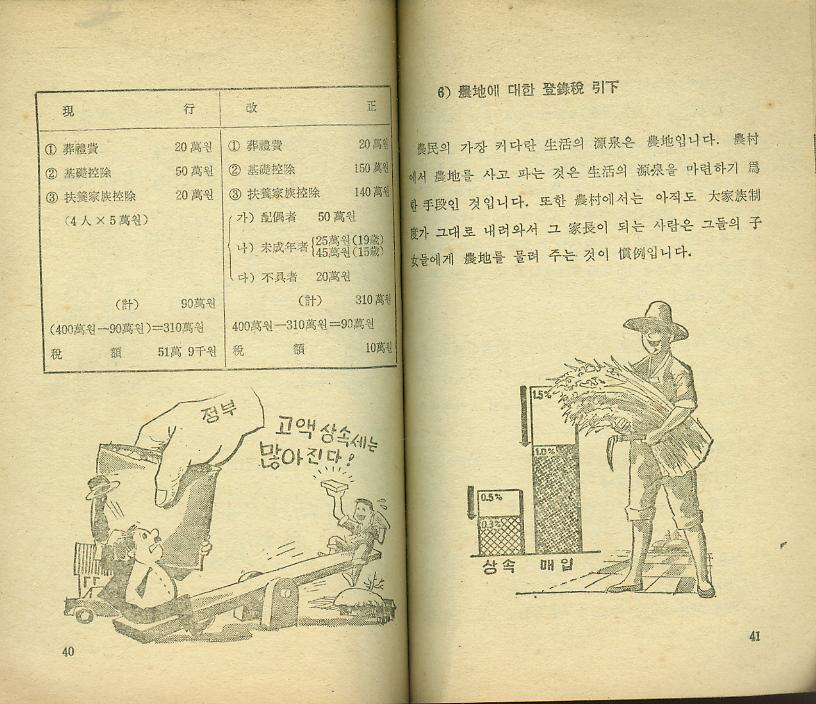 現 行
① 葬禮費 20萬원
② 基礎控除 50萬원
③ 扶養家族控除 20萬원
(4人×5萬원)
(計) 90萬원
(400萬원−90萬원)=310萬원
稅 額 51萬 9千원
改 正
① 葬禮費 20萬원
② 基礎控除 150萬원
③ 扶養家族控除 140萬원
가) 配偶者 50萬원
나) 未成年者 25萬원(19歲)
45萬원(15歲)
다) 不具者 20萬원
(計) 310萬원
400萬원−310萬원=90萬원
稅 額 10萬원
정부
고액 상속세는
많아진다!
40
6) 農地에 대한 登錄稅 引下
農民의 가장 커다란 生活의 源泉은 農地입니다. 農村
에서 農地를 사고 파는 것은 生活의 源泉을 마련하기 爲
한 手段인 것입니다. 또한 農村에서는 아직도 大家族制
度가 그대로 내려와서 그 家長이 되는 사람은 그들의 子
女들에게 農地를 물려 주는 것이 慣例입니다.
1.5%
1.0%
0.5%
0.3%
상속 매입
41